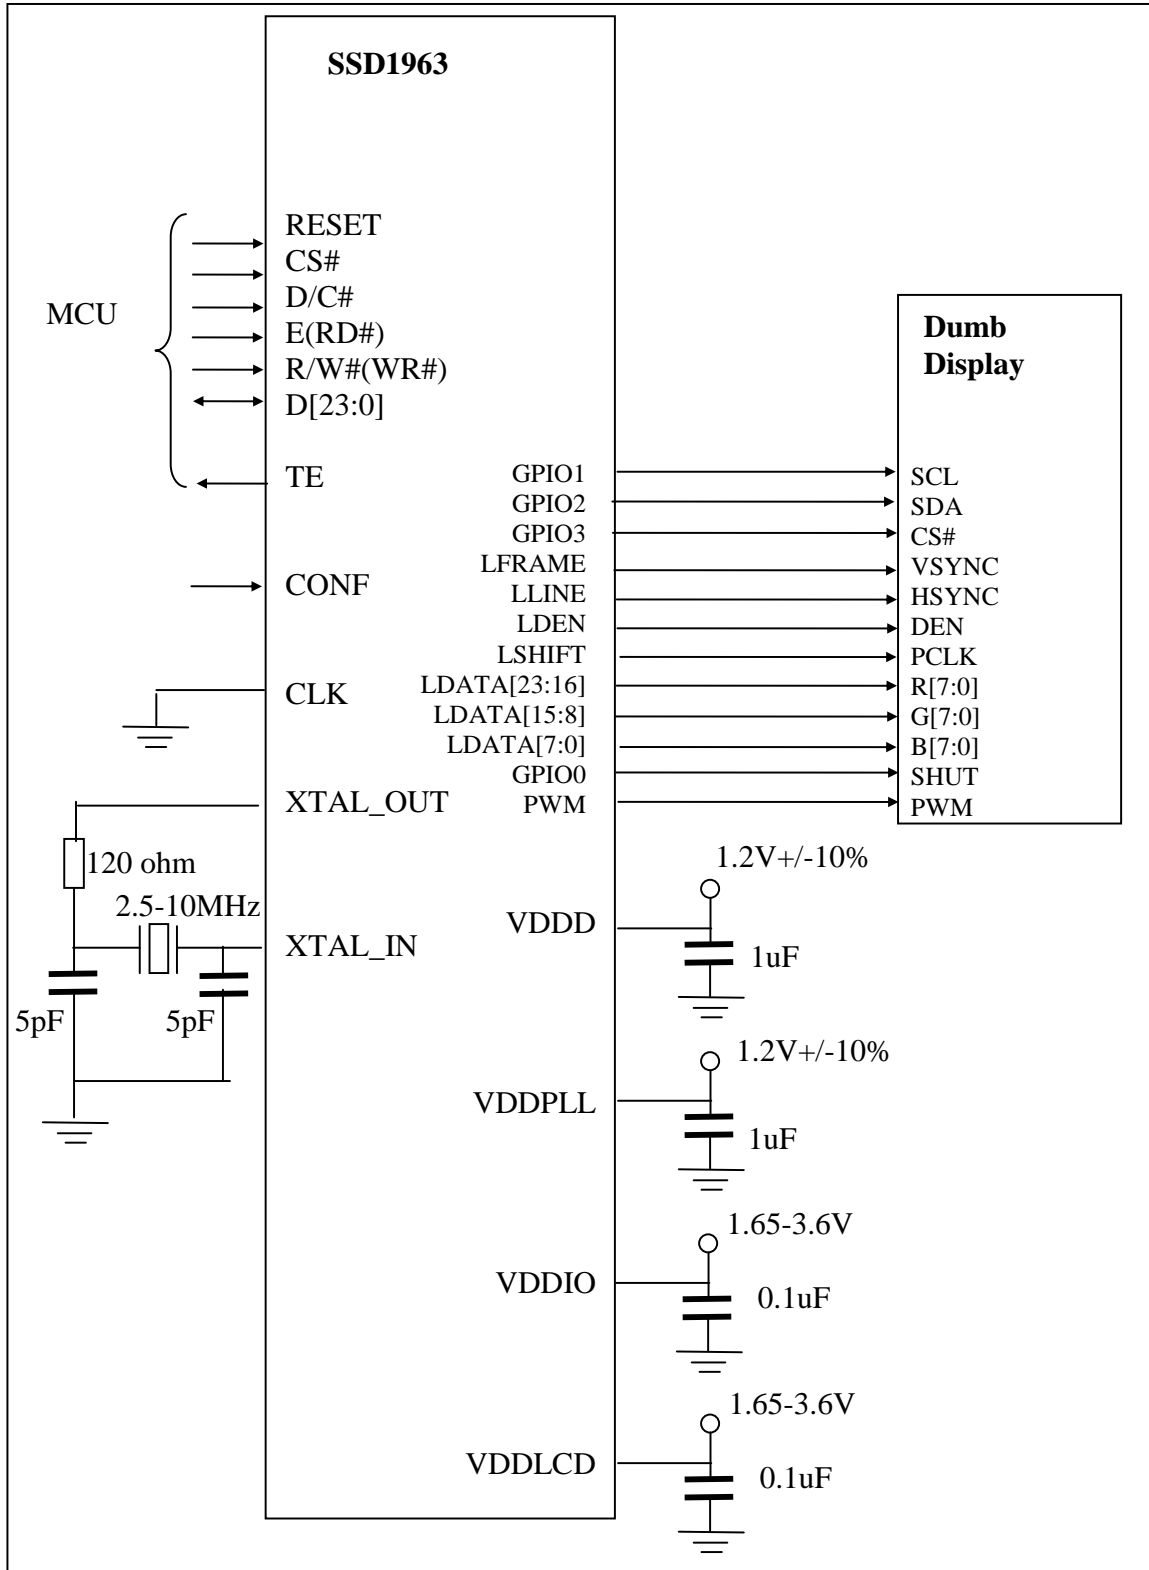 SSD1963
RESET
CS#
D/C#
E(RD#)
R/W#(WR#)
D[23:0]
TE
MCU
CONF
CLK
XTAL_OUT
120 ohm
2.5-10MHz
XTAL_IN
5pF
5pF
GPIO1
GPIO2
GPIO3
LFRAME
LLINE
LDEN
LSHIFT
LDATA[23:16]
LDATA[15:8]
LDATA[7:0]
GPIO0
PWM
Dumb
Display
SCL
SDA
CS#
VSYNC
HSYNC
DEN
PCLK
R[7:0]
G[7:0]
B[7:0]
SHUT
PWM
1.2V+/-10%
VDDD
1uF
1.2V+/-10%
VDDPLL
1uF
1.65-3.6V
VDDIO
0.1uF
1.65-3.6V
VDDLCD
0.1uF